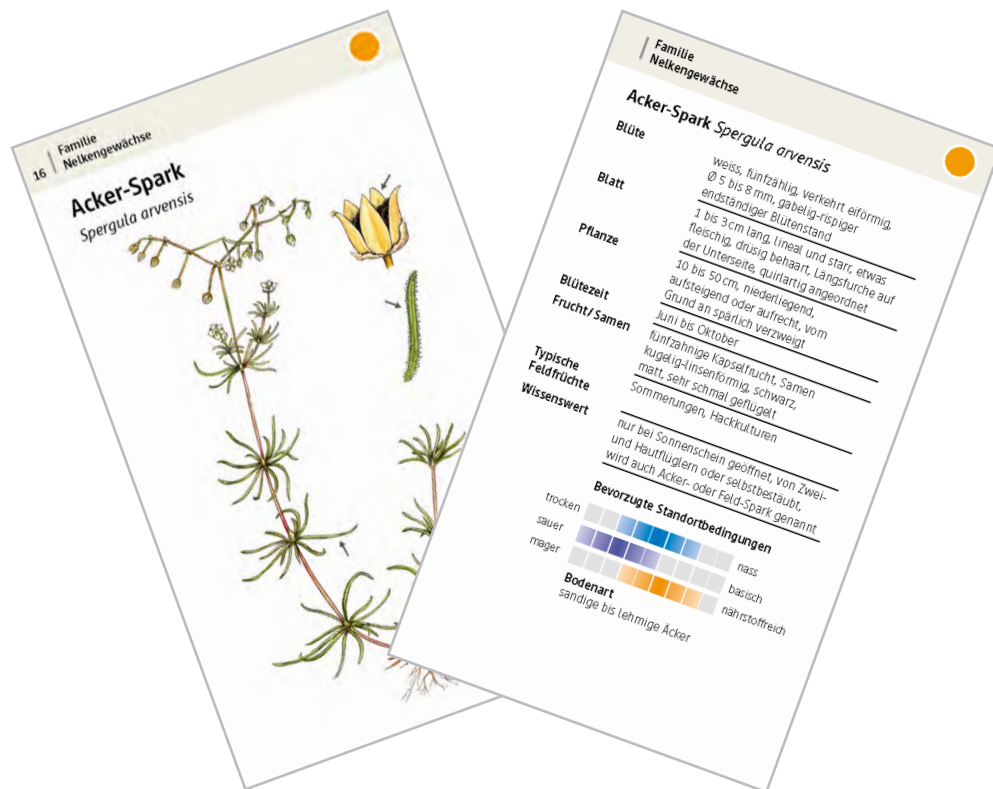 16
Familie
Nelkengewächse
Acker-Spark
Spergula arvensis
Familie
Nelkengewächse
Acker-Spark Spergula arvensis
Blüte
weiss, fünfzählig, verkehrt eiförmig,
Ø 5 bis 8 mm, gabelig-rispiger
endständiger Blütenstand
Blatt
1 bis 3 cm lang, lineal und starr, etwas
fleischig, drüsig behaart, Längsfurche auf
der Unterseite, quirlartig angeordnet
Pflanze
10 bis 50 cm, niederliegend,
aufsteigend oder aufrecht, vom
Grund an spärlich verzweigt
Blütezeit
Juni bis Oktober
Frucht/Samen
fünfzahnige Kapselfrucht, Samen
kugelig-linsenförmig, schwarz,
matt, sehr schmal geflügelt
Typische
Feldfrüchte
Sommerungen, Hackkulturen
Wissenswert
nur bei Sonnenschein geöffnet, von Zwei-
und Hautflüglern oder selbstbestäubt,
wird auch Acker- oder Feld-Spark genannt
Bevorzugte Standortbedingungen
trocken
nass
sauer
basisch
mager
nährstoffreich
Bodenart
sandige bis lehmige Äcker